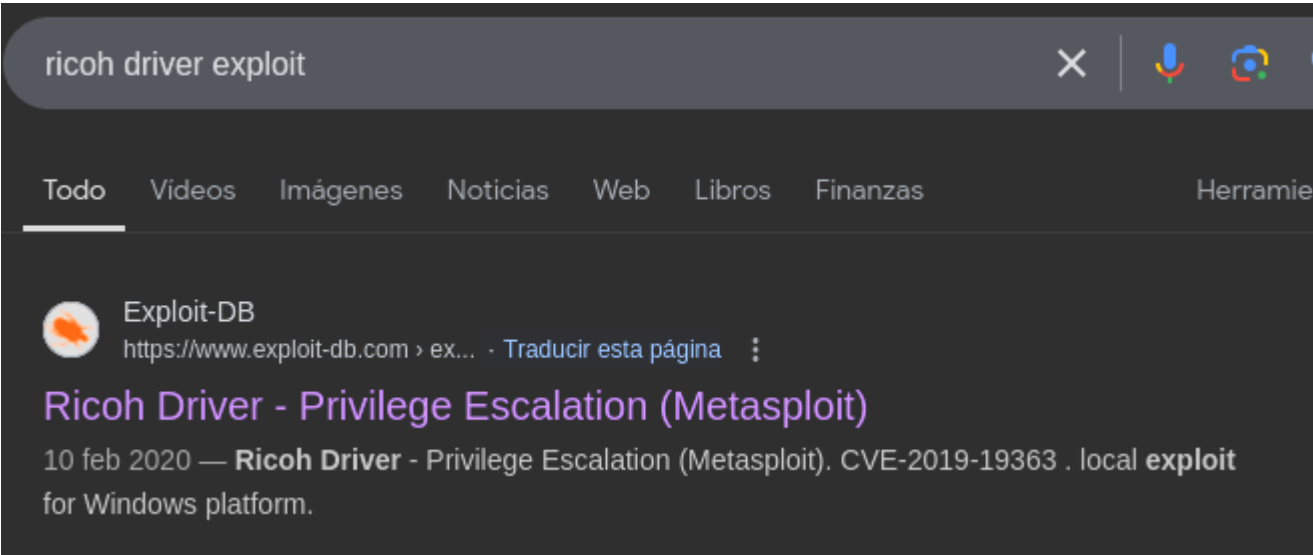 ricoh driver exploit
Todo Vídeos Imágenes Noticias Web Libros Finanzas Herramie
Exploit-DB
https://www.exploit-db.com › ex... · Traducir esta página
Ricoh Driver - Privilege Escalation (Metasploit)
10 feb 2020 — Ricoh Driver - Privilege Escalation (Metasploit). CVE-2019-19363 . local exploit
for Windows platform.